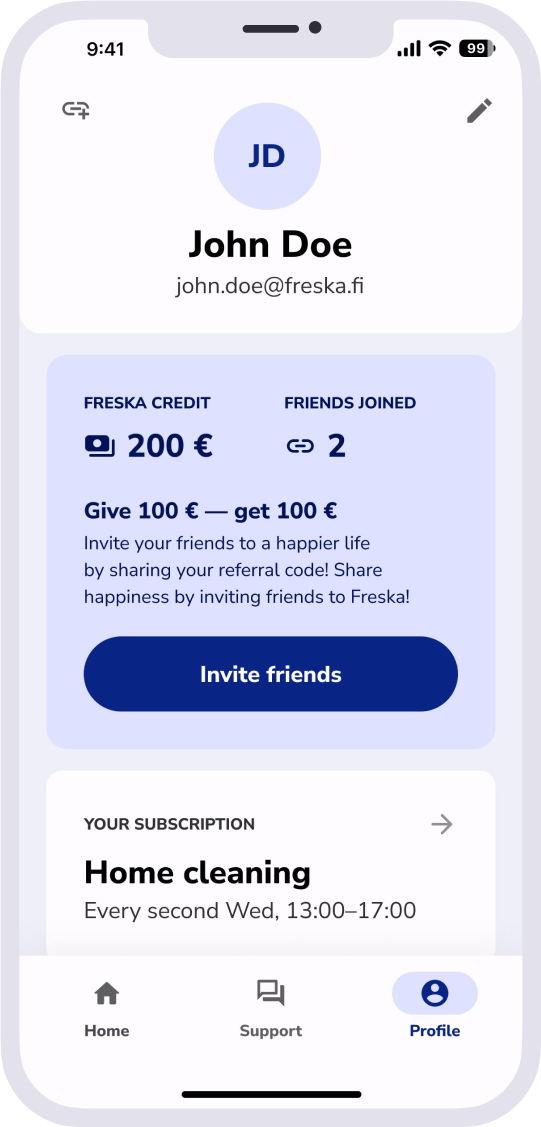 9:41
99
JD
John Doe
john.doe@freska.fi
FRESKA CREDIT
FRIENDS JOINED
200 €
2
Give 100 € — get 100 €
Invite your friends to a happier life
by sharing your referral code! Share
happiness by inviting friends to Freska!
Invite friends
YOUR SUBSCRIPTION
Home cleaning
Every second Wed, 13:00–17:00
Home
Support
Profile